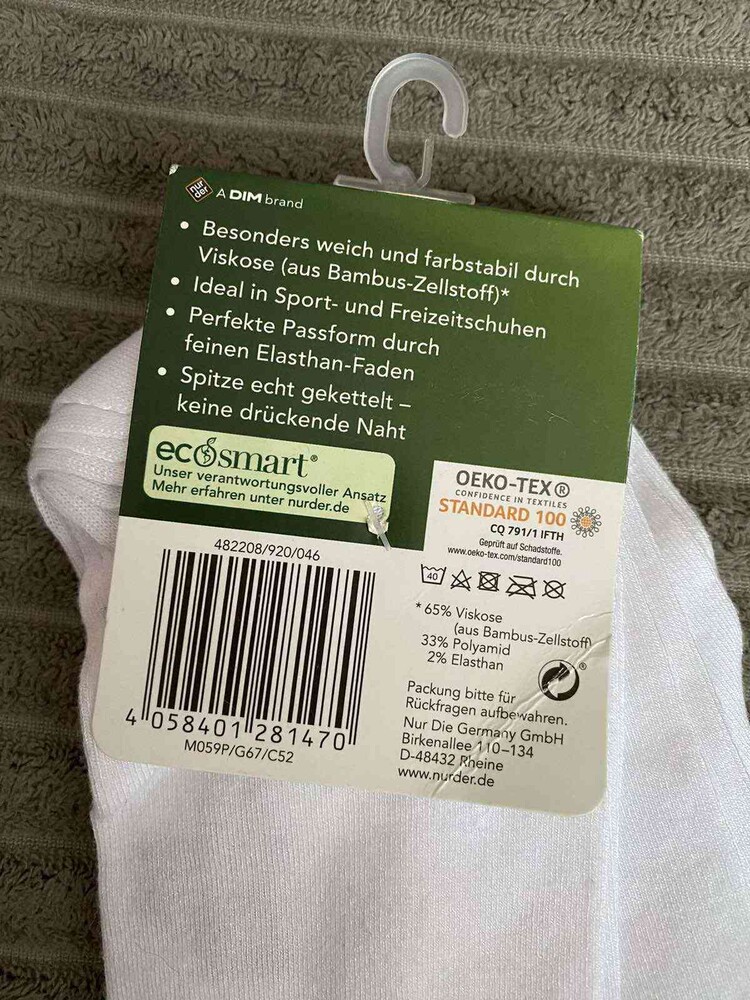 nur der
A DIM brand
• Besonders weich und farbstabil durch
Viskose (aus Bambus-Zellstoff)*
• Ideal in Sport- und Freizeitschuhen
• Perfekte Passform durch
feinen Elasthan-Faden
• Spitze echt gekettelt –
keine drückende Naht
ecosmart®
Unser verantwortungsvoller Ansatz
Mehr erfahren unter nurder.de
OEKO-TEX®
CONFIDENCE IN TEXTILES
STANDARD 100
CQ 791/1 IFTH
Geprüft auf Schadstoffe.
www.oeko-tex.com/standard100
40
482208/920/046
4 058401 281470
M059P/G67/C52
* 65% Viskose
(aus Bambus-Zellstoff)
33% Polyamid
2% Elasthan
®
Packung bitte für
Rückfragen aufbewahren.
Nur Die Germany GmbH
Birkenallee 110–134
D-48432 Rheine
www.nurder.de